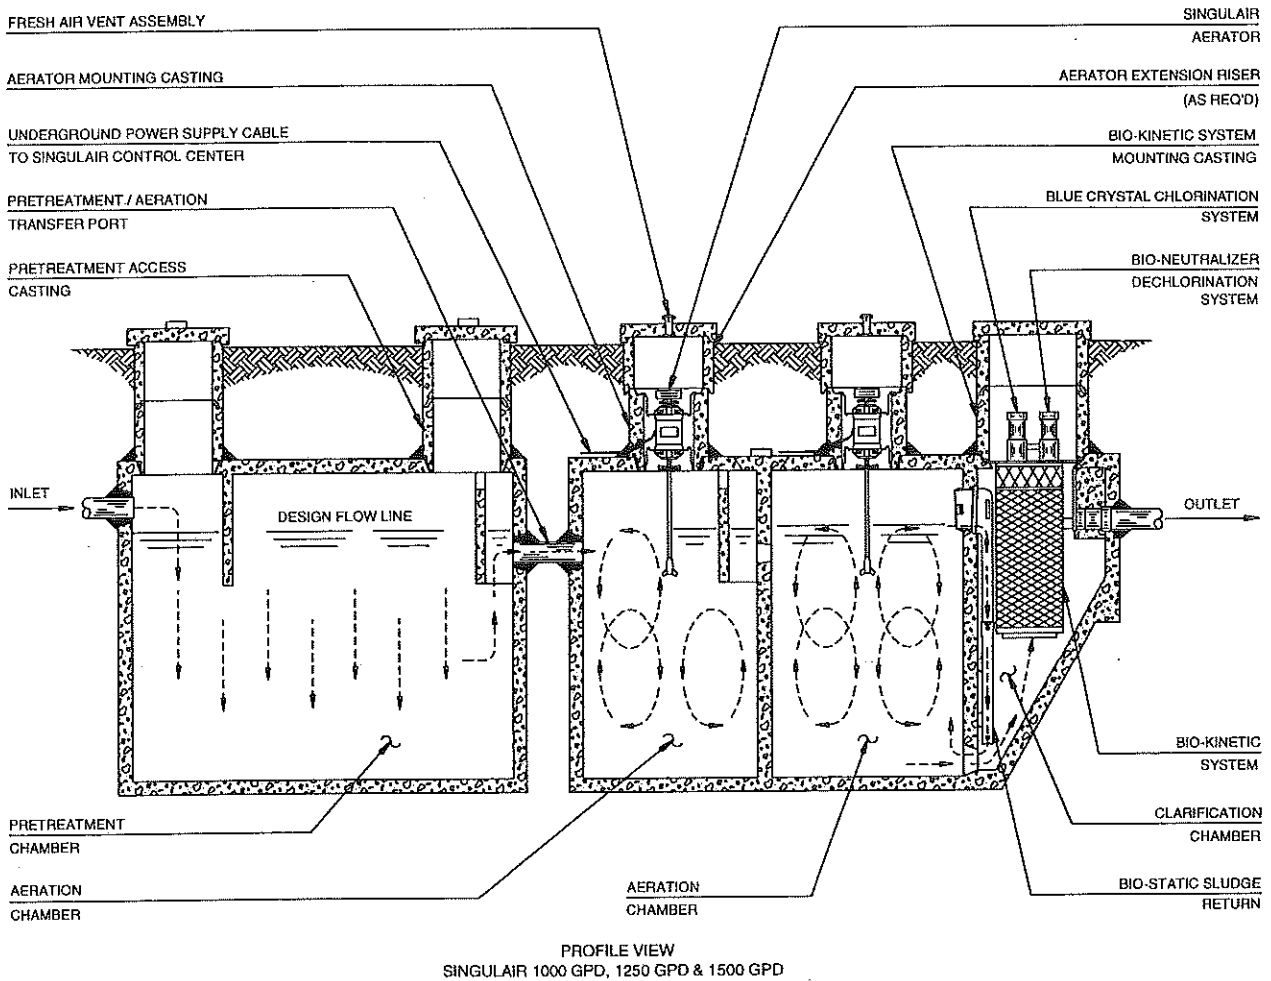 FRESH AIR VENT ASSEMBLY
AERATOR MOUNTING CASTING
UNDERGROUND POWER SUPPLY CABLE
TO SINGULAIR CONTROL CENTER
PRETREATMENT / AERATION
TRANSFER PORT
PRETREATMENT ACCESS
CASTING
SINGULAIR
AERATOR
AERATOR EXTENSION RISER
(AS REQ'D)
BIO-KINETIC SYSTEM
MOUNTING CASTING
BLUE CRYSTAL CHLORINATION
SYSTEM
BIO-NEUTRALIZER
DECHLORINATION
SYSTEM
INLET
DESIGN FLOW LINE
OUTLET
BIO-KINETIC
SYSTEM
CLARIFICATION
CHAMBER
BIO-STATIC SLUDGE
RETURN
PRETREATMENT
CHAMBER
AERATION
CHAMBER
AERATION
CHAMBER
PROFILE VIEW
SINGULAIR 1000 GPD, 1250 GPD & 1500 GPD